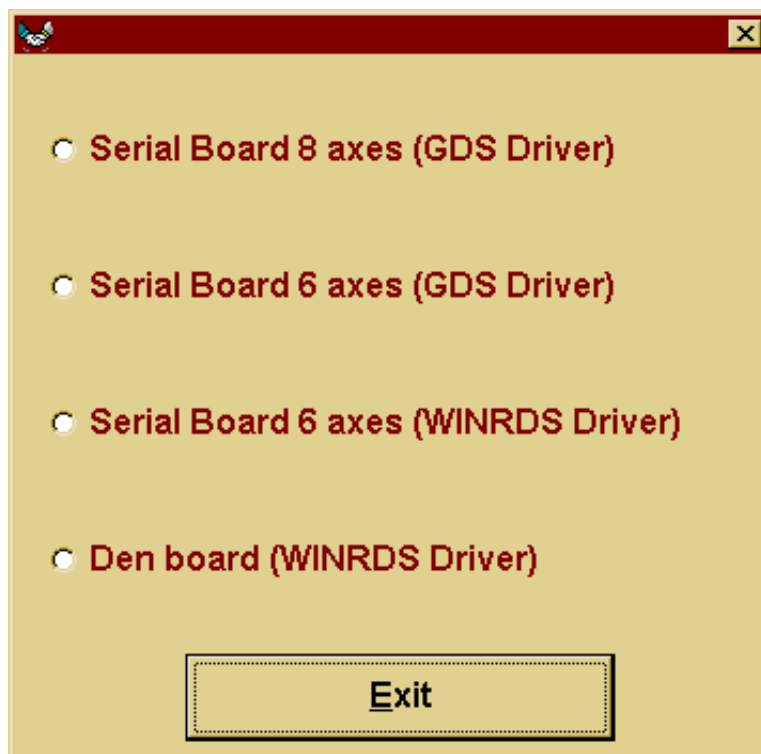 Serial Board 8 axes (GDS Driver)
Serial Board 6 axes (GDS Driver)
Serial Board 6 axes (WINRDS Driver)
Den board (WINRDS Driver)
Exit